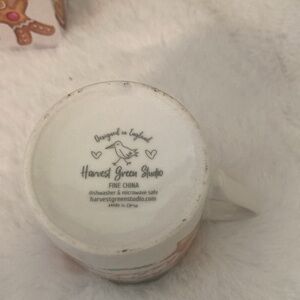 Designed in England
Harvest Green Studio
FINE CHINA
dishwasher & microwave safe
harvestgreenstudio.com
Made in China